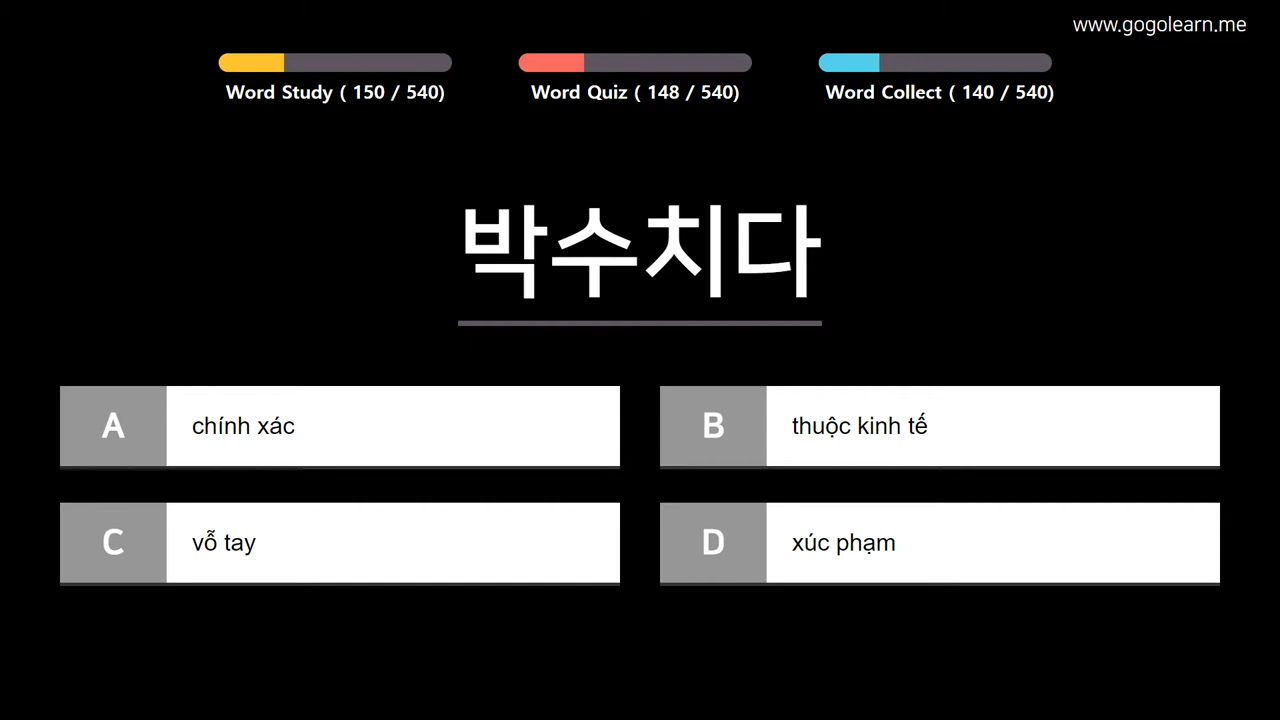 www.gogolearn.me
Word Study ( 150 / 540)
Word Quiz ( 148 / 540)
Word Collect ( 140 / 540)
박수치다
A chính xác
B thuộc kinh tế
C vỗ tay
D xúc phạm